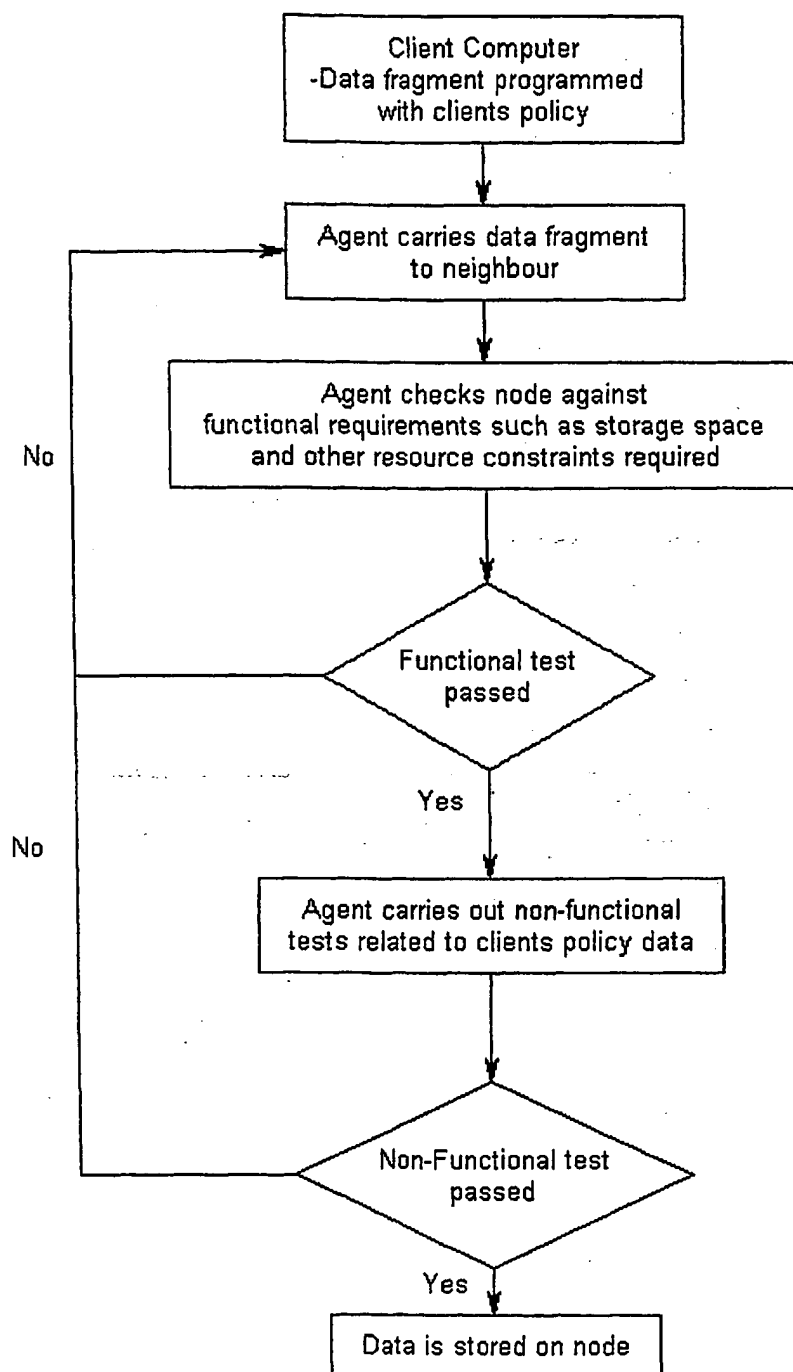 Client Computer
-Data fragment programmed
with clients policy
Agent carries data fragment
to neighbour
Agent checks node against
functional requirements such as storage space
and other resource constraints required
No
Functional test
passed
Yes
No
Agent carries out non-functional
tests related to clients policy data
Non-Functional test
passed
Yes
Data is stored on node